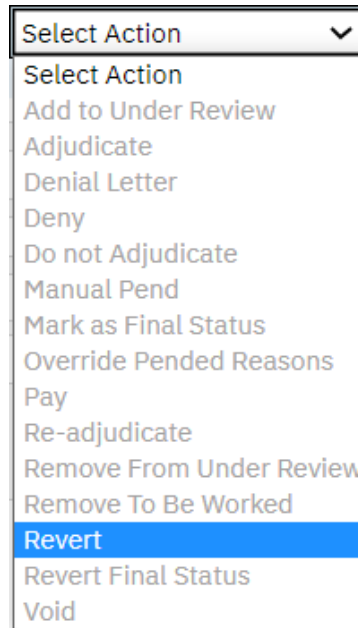 Select Action
Select Action
Add to Under Review
Adjudicate
Denial Letter
Deny
Do not Adjudicate
Manual Pend
Mark as Final Status
Override Pended Reasons
Pay
Re-adjudicate
Remove From Under Review
Remove To Be Worked
Revert
Revert Final Status
Void